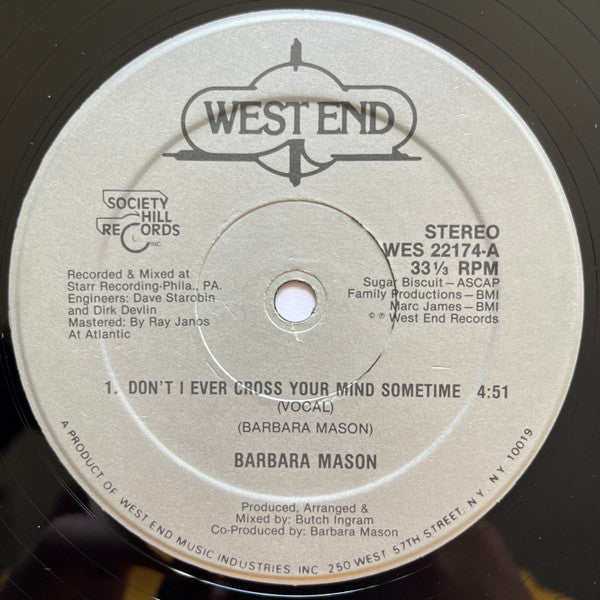 WEST END
SOCIETY
HILL
RECORDS
INC.
STEREO
WES 22174-A
33⅓ RPM
Sugar Biscuit—ASCAP
Family Productions—BMI
Marc James—BMI
© ℗ West End Records
Recorded & Mixed at
Starr Recording-Phila., PA.
Engineers: Dave Starobin
and Dirk Devlin
Mastered: By Ray Janos
At Atlantic
1. DON'T I EVER CROSS YOUR MIND SOMETIME 4:51
(VOCAL)
(BARBARA MASON)
BARBARA MASON
Produced, Arranged &
Mixed by: Butch Ingram
Co-Produced by: Barbara Mason
A PRODUCT OF WEST END MUSIC INDUSTRIES, INC 250 WEST 57TH STREET, N.Y. N.Y. 10019